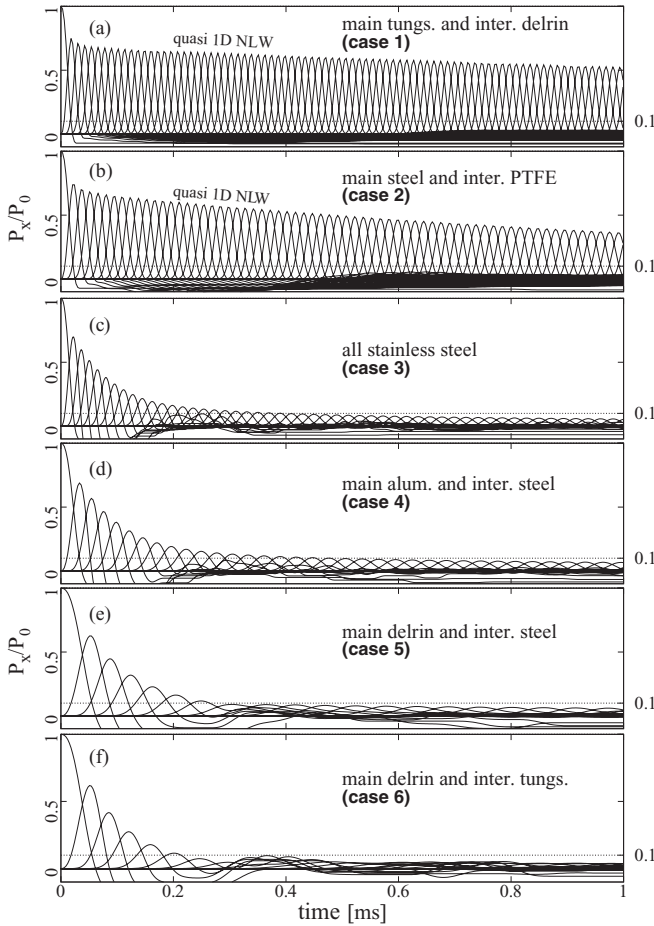 (a)
main tungs. and inter. delrin
(case 1)
quasi 1D NLW
1
0.5
0
0.1
(b)
main steel and inter. PTFE
(case 2)
quasi 1D NLW
1
0.5
0
0.1
Px/P0
(c)
all stainless steel
(case 3)
1
0.5
0
0.1
(d)
main alum. and inter. steel
(case 4)
1
0.5
0
0.1
(e)
main delrin and inter. steel
(case 5)
1
0.5
0
0.1
Px/P0
(f)
main delrin and inter. tungs.
(case 6)
1
0.5
0
0.1
0 0.2 0.4 0.6 0.8 1
time [ms]